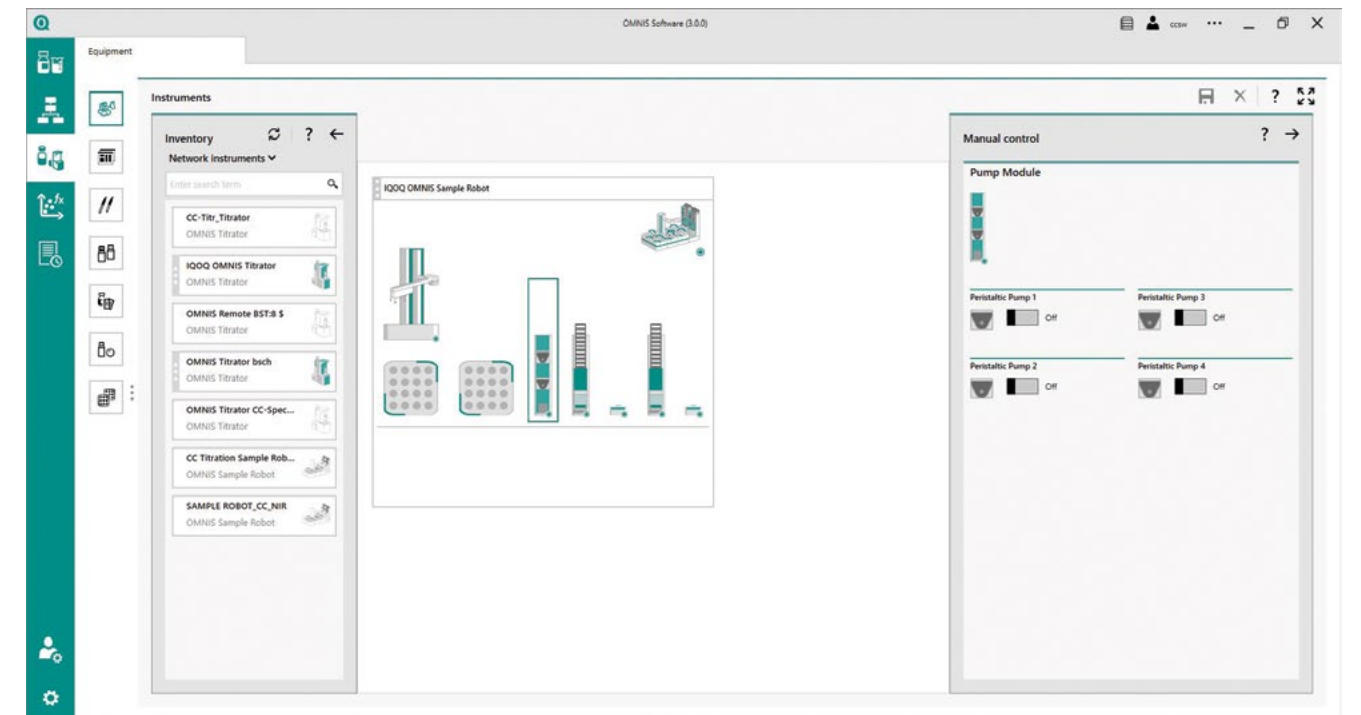 OMNIS Software (3.0.0)
ccsw
Equipment
Instruments
?
Inventory
?
Network instruments
Enter search term
CC-Titr_Titrator
OMNIS Titrator
IQOQ OMNIS Titrator
OMNIS Titrator
OMNIS Remote BST:8 $
OMNIS Titrator
OMNIS Titrator bsch
OMNIS Titrator
OMNIS Titrator CC-Spec...
OMNIS Titrator
CC Titration Sample Rob...
OMNIS Sample Robot
SAMPLE ROBOT_CC_NIR
OMNIS Sample Robot
IQOQ OMNIS Sample Robot
Manual control
?
Pump Module
Peristaltic Pump 1
Off
Peristaltic Pump 3
Off
Peristaltic Pump 2
Off
Peristaltic Pump 4
Off